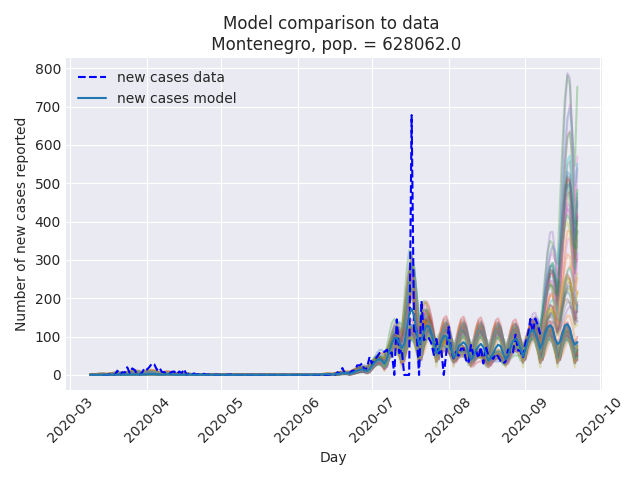 Model comparison to data
Montenegro, pop. = 628062.0
new cases data
new cases model
Number of new cases reported
800
700
600
500
400
300
200
100
0
2020-03
2020-04
2020-05
2020-06
2020-07
2020-08
2020-09
2020-10
Day